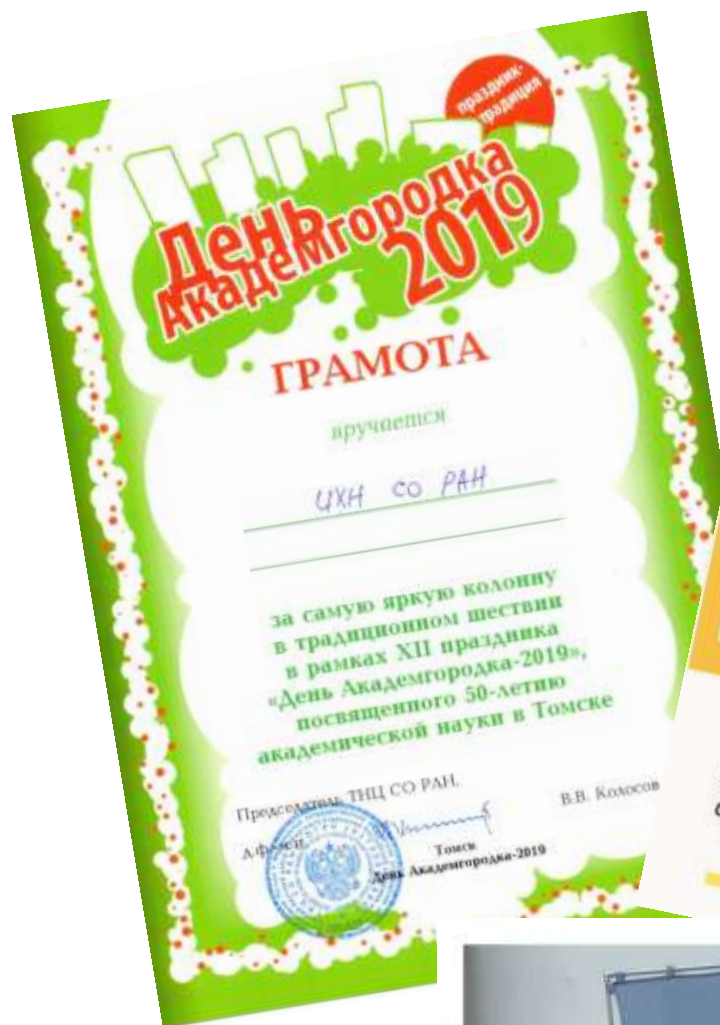 праздник-
традиция
День
Академгородка
2019
ГРАМОТА
вручается
ИХН СО РАН
за самую яркую колонну
в традиционном шествии
в рамках XII праздника
«День Академгородка-2019»,
посвященного 50-летию
академической науки в Томске
Председатель ТНЦ СО РАН,
В.В. Колосов
Томск
День Академгородка-2019